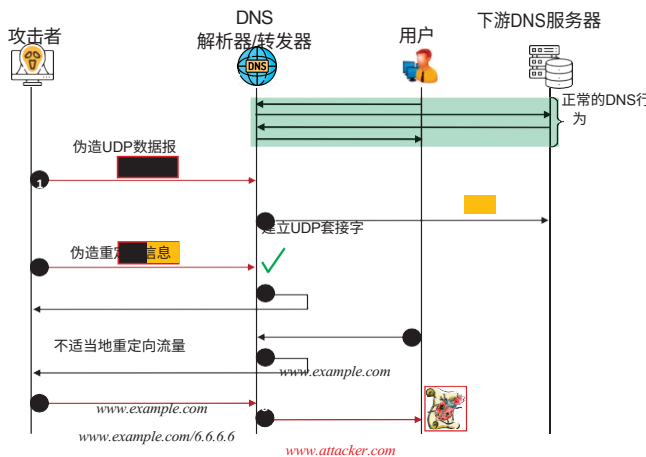 攻击者
DNS
解析器/转发器
用户
下游DNS服务器
DNS
正常的DNS行
为
伪造UDP数据报
1
建立UDP套接字
伪造重定 信息
不适当地重定向流量
www.example.com
www.example.com
www.example.com/6.6.6.6
www.attacker.com